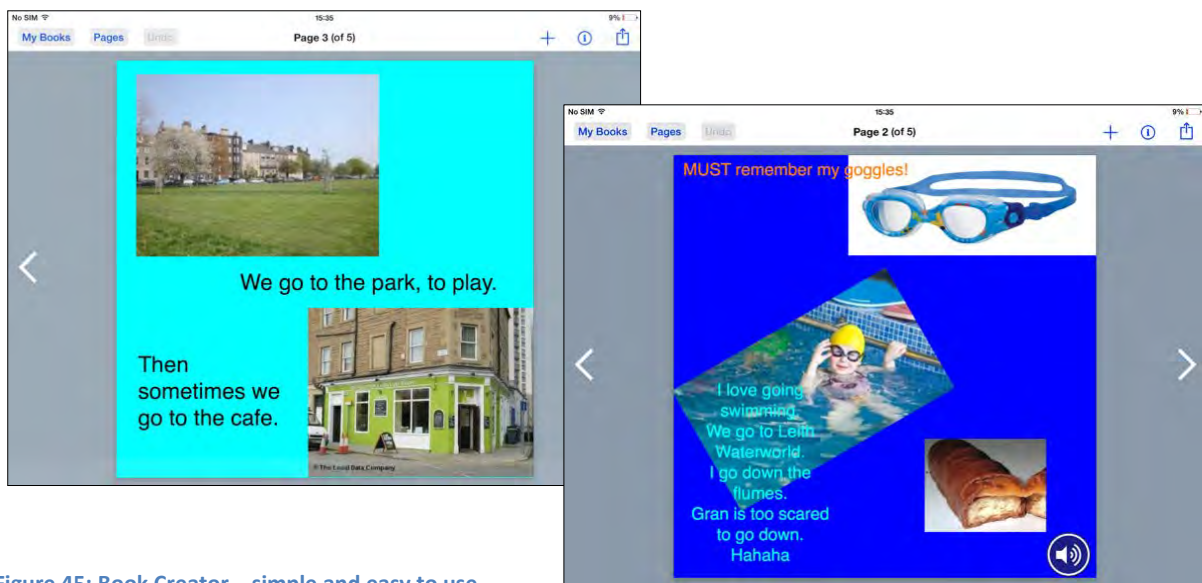 No SIM 15:35 9%
My Books Pages Undo Page 3 (of 5)
We go to the park, to play.
Then
sometimes we
go to the cafe.
© The Local Data Company
No SIM 15:35 9%
My Books Pages Undo Page 2 (of 5)
MUST remember my goggles!
I love going
swimming.
We go to Leith
Waterworld.
I go down the
flumes.
Gran is too scared
to go down.
Hahaha
Figure 45: Book Creator – simple and easy to use